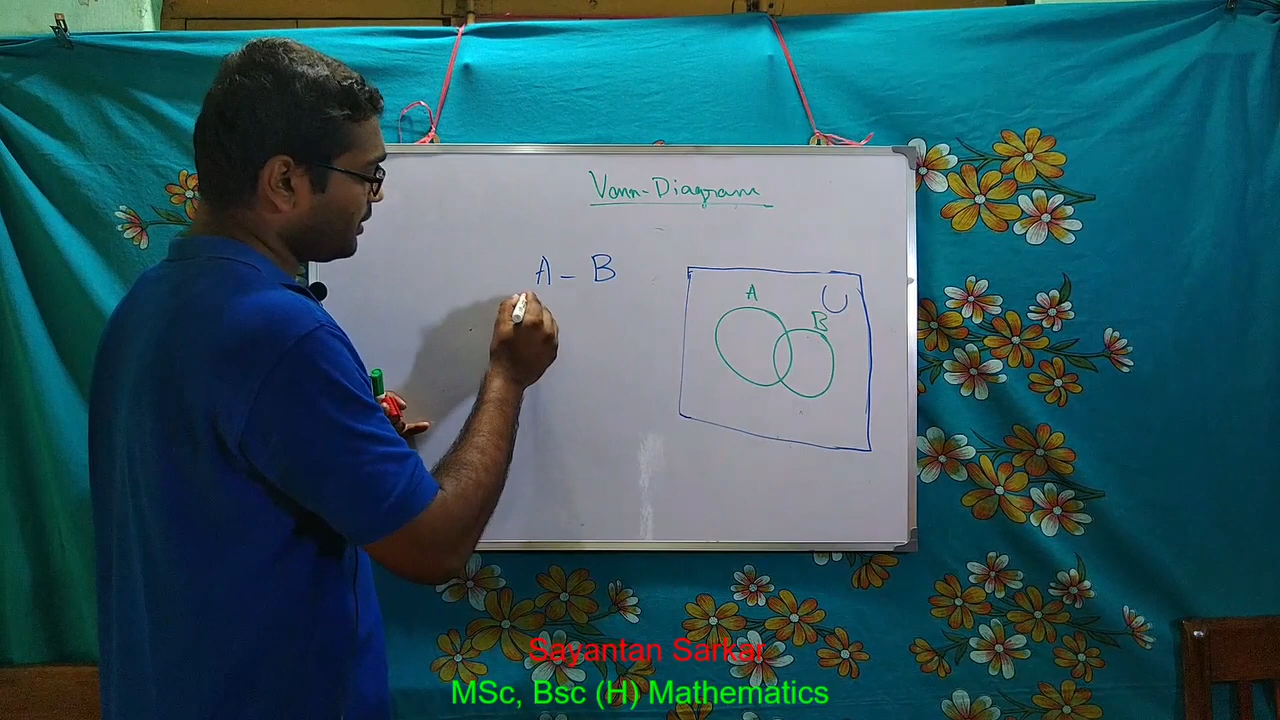 Venn-Diagram
A - B
A
U
B
Sayantan Sarkar
MSc, Bsc (H) Mathematics